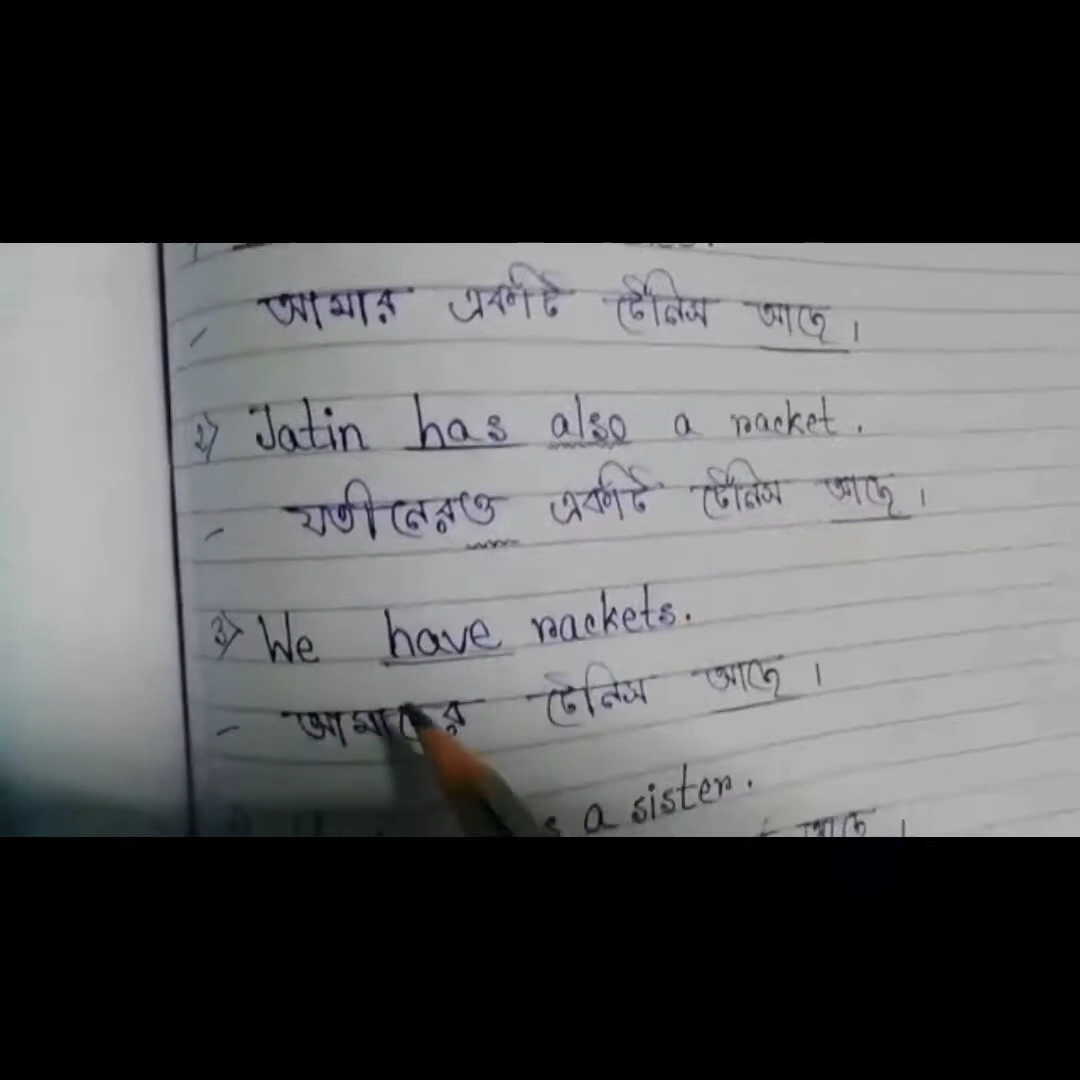 - আমার একটি টেনিস আছে।
2) Jatin has also a racket.
- যতীনেরও একটি টেনিস আছে।
3) We have rackets.
- আমাদের টেনিস আছে।
a sister.
আছে।